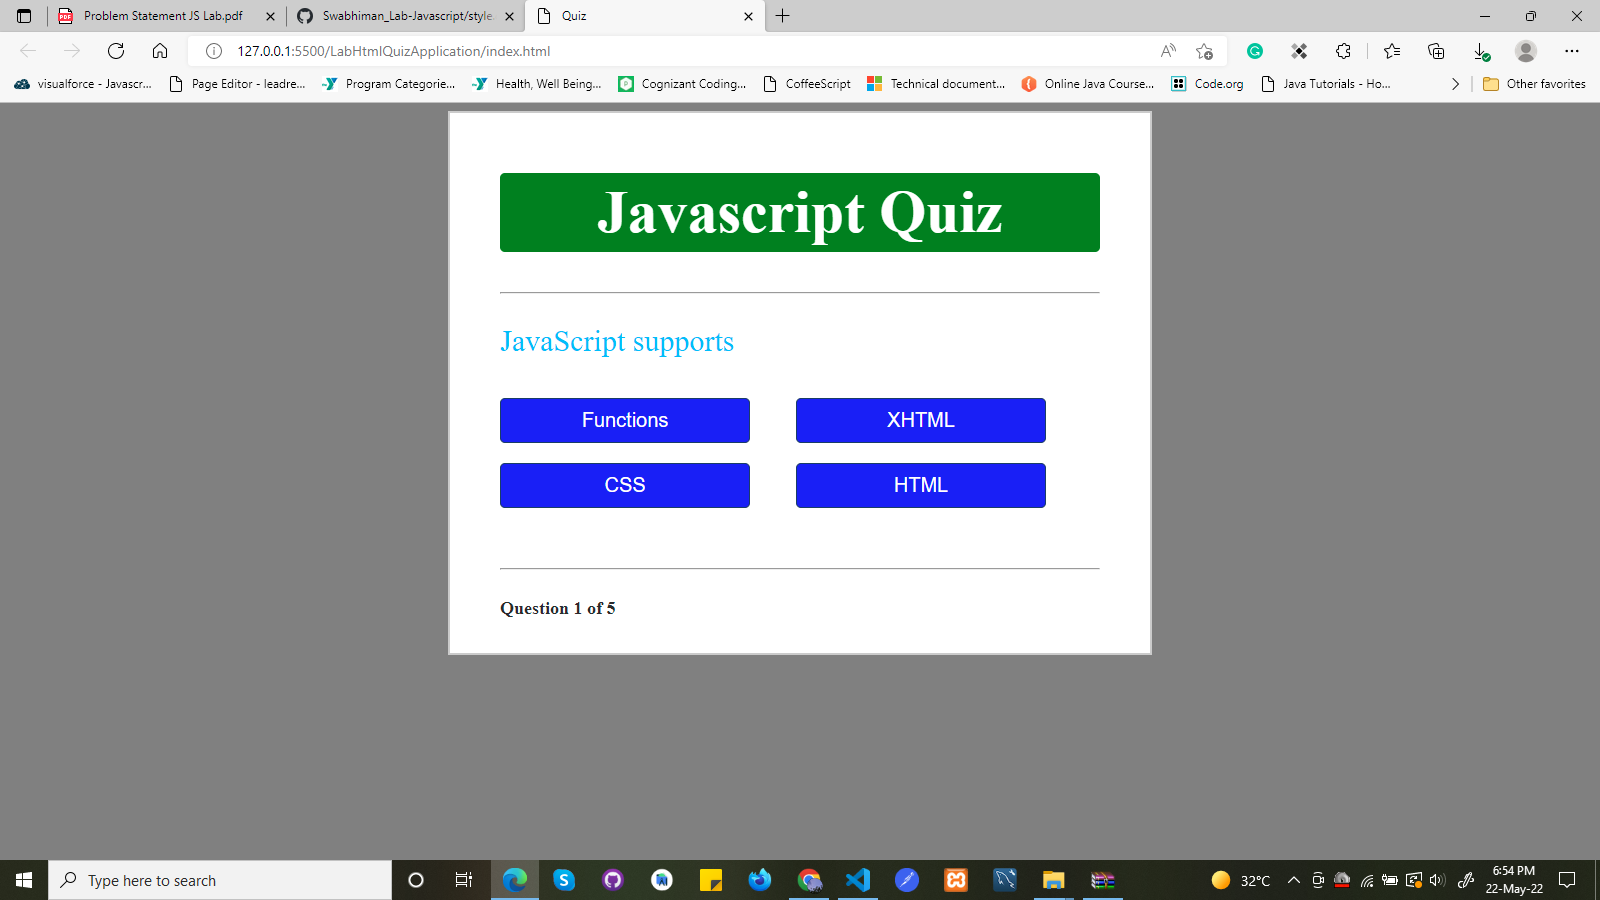 Problem Statement JS Lab.pdf
Swabhiman_Lab-Javascript/style.
Quiz
127.0.0.1:5500/LabHtmlQuizApplication/index.html
visualforce - Javascr...
Page Editor - leadre...
Program Categorie...
Health, Well Being...
Cognizant Coding...
CoffeeScript
Technical document...
Online Java Course...
Code.org
Java Tutorials - Ho...
Other favorites
Javascript Quiz
JavaScript supports
Functions
XHTML
CSS
HTML
Question 1 of 5
Type here to search
32°C
6:54 PM
22-May-22